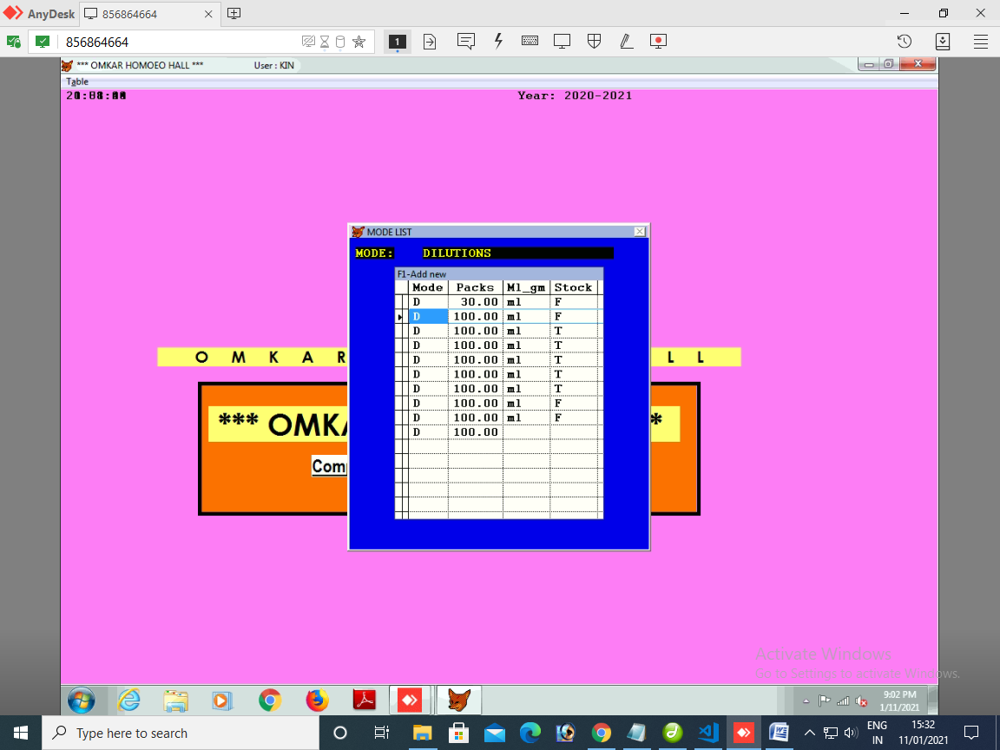 AnyDesk 856864664
856864664 1
*** OMKAR HOMOEO HALL *** User : KIN
Table
Year: 2020-2021
MODE LIST
MODE: DILUTIONS
F1-Add new
Mode Packs Ml_gm Stock
D 30.00 ml F
D 100.00 ml F
D 100.00 ml T
D 100.00 ml T
D 100.00 ml T
D 100.00 ml T
D 100.00 ml T
D 100.00 ml F
D 100.00 ml F
D 100.00
O M K A R L L
*** OMKA *
Com
Activate Windows
Go to Settings to activate Windows.
9:02 PM
1/11/2021
Type here to search
ENG
IN
15:32
11/01/2021